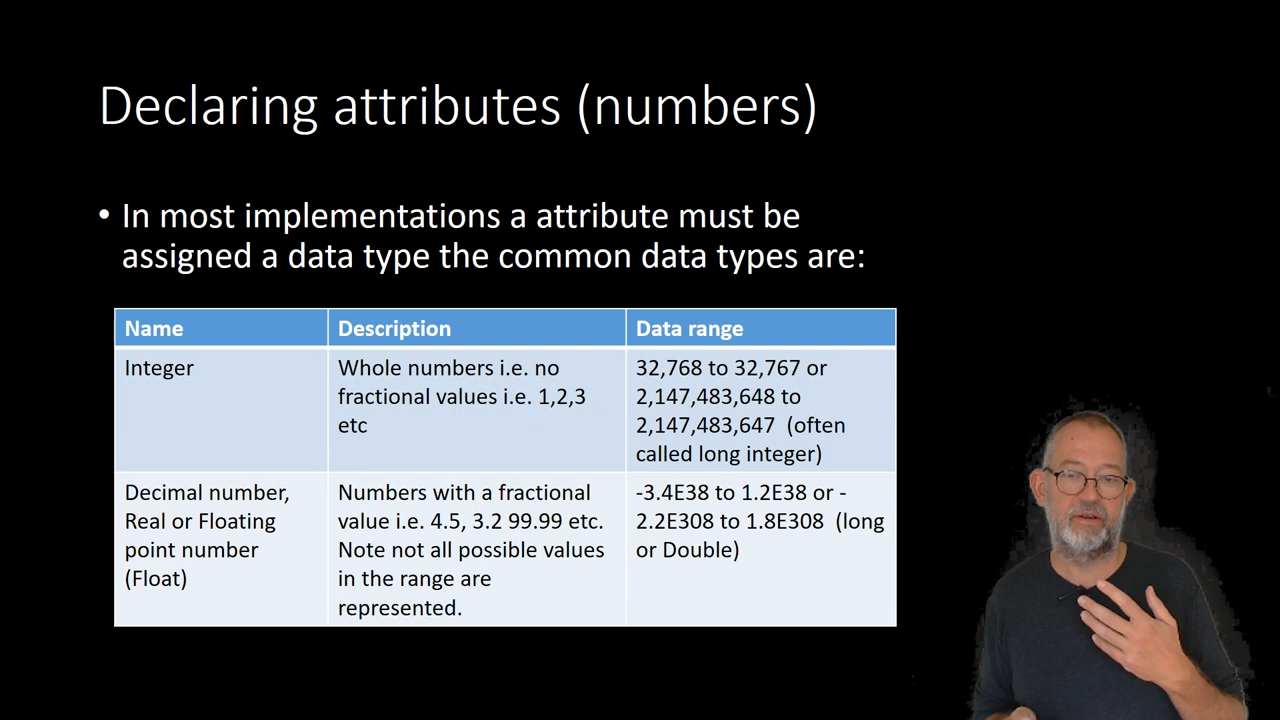 Declaring attributes (numbers)
• In most implementations a attribute must be
assigned a data type the common data types are:
Name
Description
Data range
Integer
Whole numbers i.e. no
fractional values i.e. 1,2,3
etc
32,768 to 32,767 or
2,147,483,648 to
2,147,483,647 (often
called long integer)
Decimal number,
Real or Floating
point number
(Float)
Numbers with a fractional
value i.e. 4.5, 3.2 99.99 etc.
Note not all possible values
in the range are
represented.
-3.4E38 to 1.2E38 or -
2.2E308 to 1.8E308 (long
or Double)